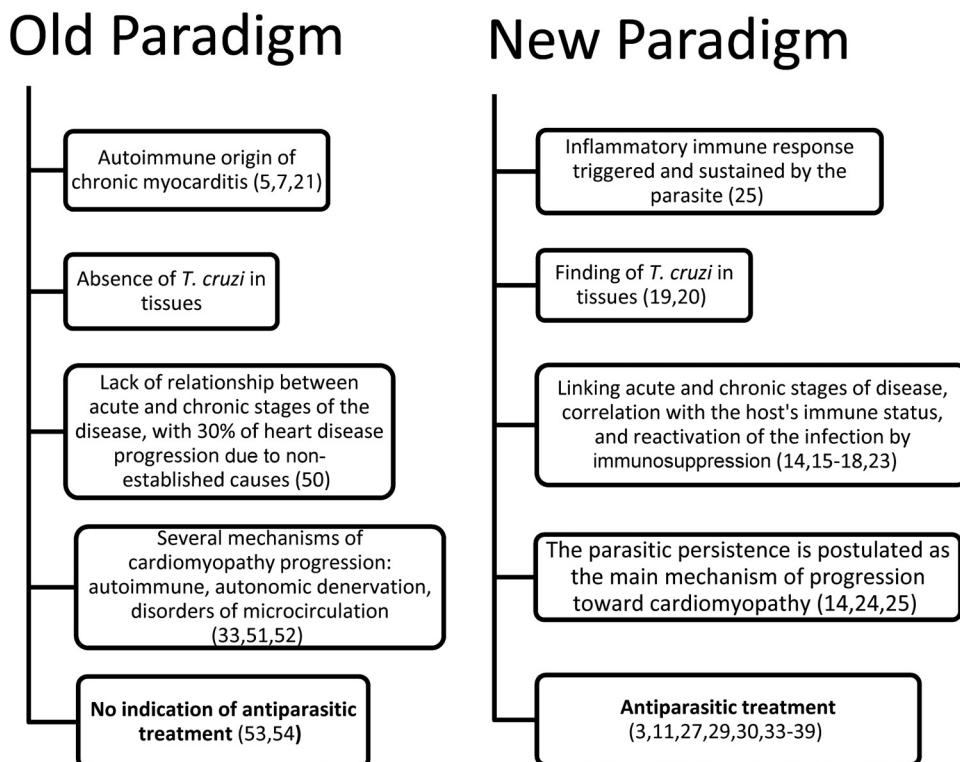 Old Paradigm
Autoimmune origin of
chronic myocarditis (5,7,21)
Absence of T. cruzi in
tissues
Lack of relationship between
acute and chronic stages of the
disease, with 30% of heart disease
progression due to non-
established causes (50)
Several mechanisms of
cardiomyopathy progression:
autoimmune, autonomic denervation,
disorders of microcirculation
(33,51,52)
No indication of antiparasitic
treatment (53,54)
New Paradigm
Inflammatory immune response
triggered and sustained by the
parasite (25)
Finding of T. cruzi in
tissues (19,20)
Linking acute and chronic stages of disease,
correlation with the host's immune status,
and reactivation of the infection by
immunosuppression (14,15-18,23)
The parasitic persistence is postulated as
the main mechanism of progression
toward cardiomyopathy (14,24,25)
Antiparasitic treatment
(3,11,27,29,30,33-39)